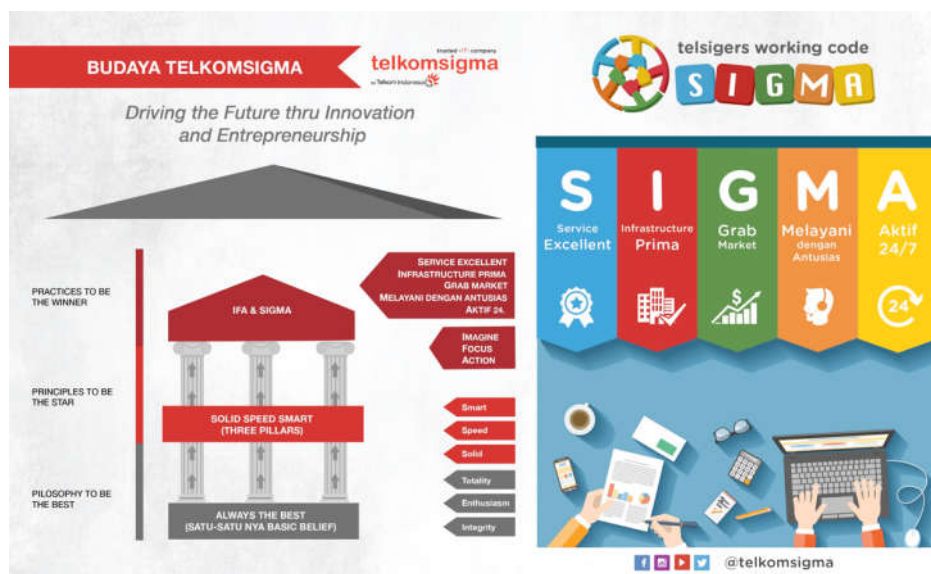 BUDAYA TELKOMSIGMA
trusted
company
telkomsigma
by Telkom Indonesia
Driving the Future thru Innovation
and Entrepreneurship
PRACTICES TO BE
THE WINNER
PRINCIPLES TO BE
THE STAR
PILOSOPHY TO BE
THE BEST
IFA & SIGMA
SOLID SPEED SMART
(THREE PILLARS)
ALWAYS THE BEST
(SATU-SATU NYA BASIC BELIEF)
SERVICE EXCELLENT
INFRASTRUCTURE PRIMA
GRAB MARKET
MELAYANI DENGAN ANTUSIAS
AKTIF 24.
IMAGINE
FOCUS
ACTION
Smart
Speed
Solid
Totality
Enthusiasm
Integrity
telsigers working code
SIGMA
S
Service
Excellent
I
Infrastructure
Prima
G
Grab
Market
M
Melayani
dengan
Antusias
A
Aktif
24/7
$
24
@telkomsigma